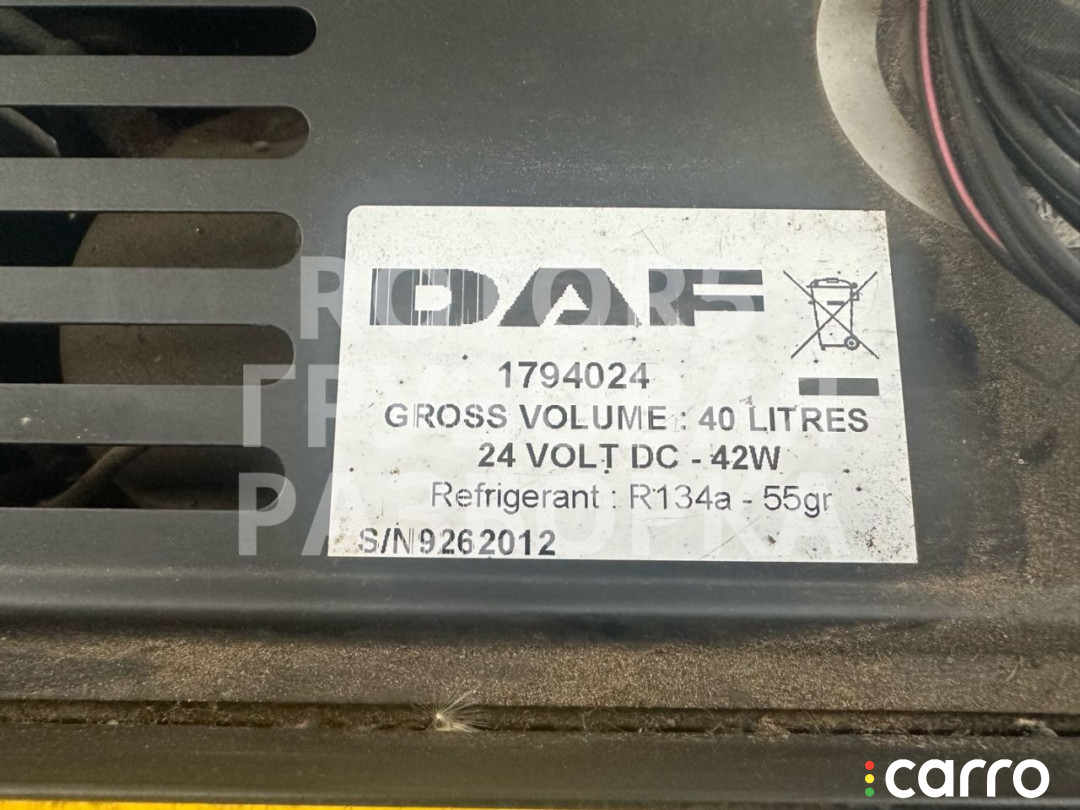 DAF
1794024
GROSS VOLUME : 40 LITRES
24 VOLT DC - 42W
Refrigerant : R134a - 55gr
S/N9262012
carro